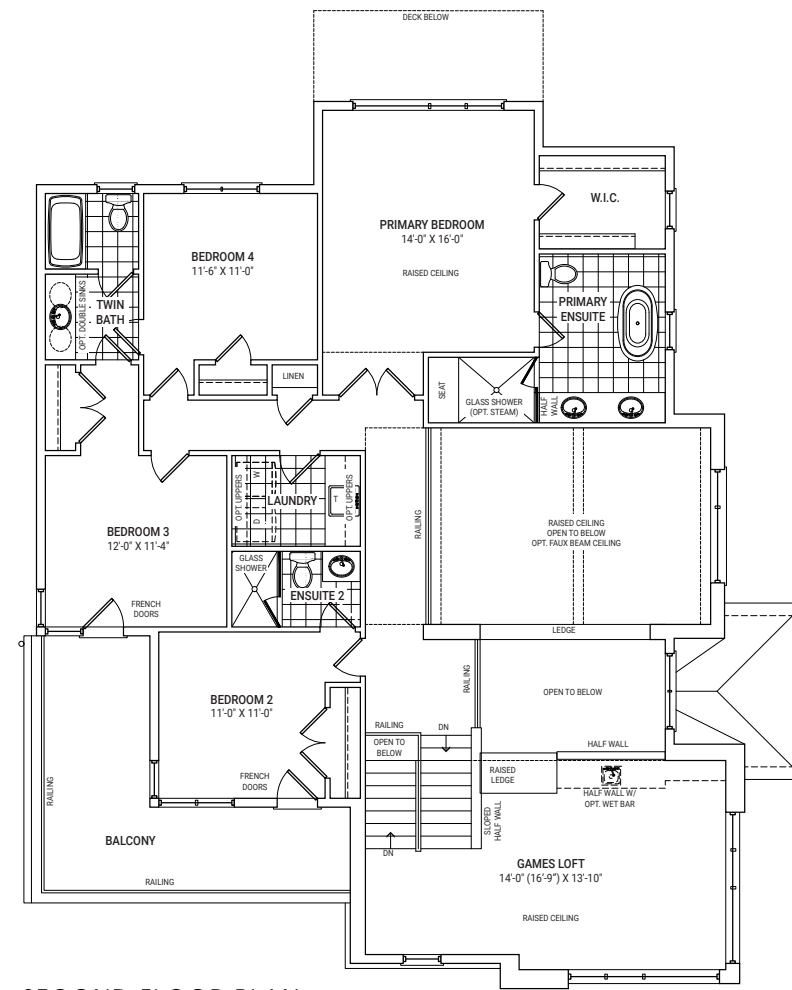 DECK BELOW
PRIMARY BEDROOM
14'-0" X 16'-0"
RAISED CEILING
W.I.C.
BEDROOM 4
11'-6" X 11'-0"
OPT. DOUBLE SINKS
TWIN
BATH
PRIMARY
ENSUITE
LINEN
SEAT
GLASS SHOWER
(OPT. STEAM)
HALF
WALL
OPT. UPPERS
W
D
LAUNDRY
T
OPT. UPPERS
RAILING
RAISED CEILING
OPEN TO BELOW
OPT. FAUX BEAM CEILING
BEDROOM 3
12'-0" X 11'-4"
GLASS
SHOWER
ENSUITE 2
FRENCH
DOORS
LEDGE
BEDROOM 2
11'-0" X 11'-0"
RAILING
OPEN TO BELOW
RAILING
DN
OPEN TO
BELOW
HALF WALL
RAISED
LEDGE
FRENCH
DOORS
HALF WALL W/
OPT. WET BAR
RAILING
SLOPED
HALF WALL
BALCONY
DN
GAMES LOFT
14'-0" (16'-9") X 13'-10"
RAILING
RAISED CEILING
SECOND FLOOR PLAN